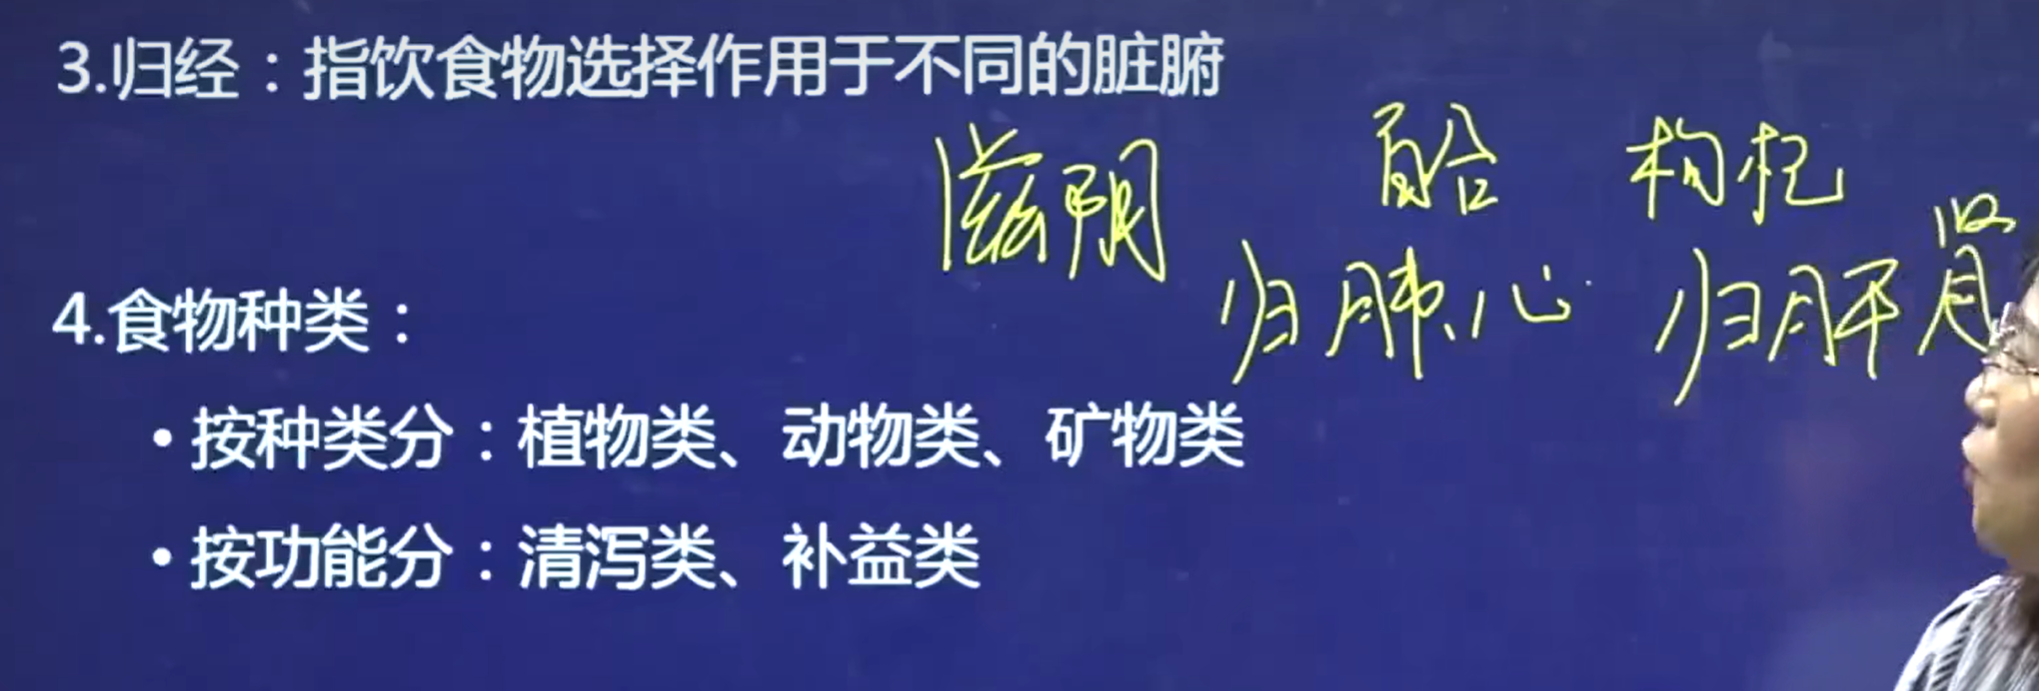 3.归经：指饮食物选择作用于不同的脏腑
滋阴 百合 枸杞
归肺、心 归肝肾
4.食物种类：
• 按种类分：植物类、动物类、矿物类
• 按功能分：清泻类、补益类